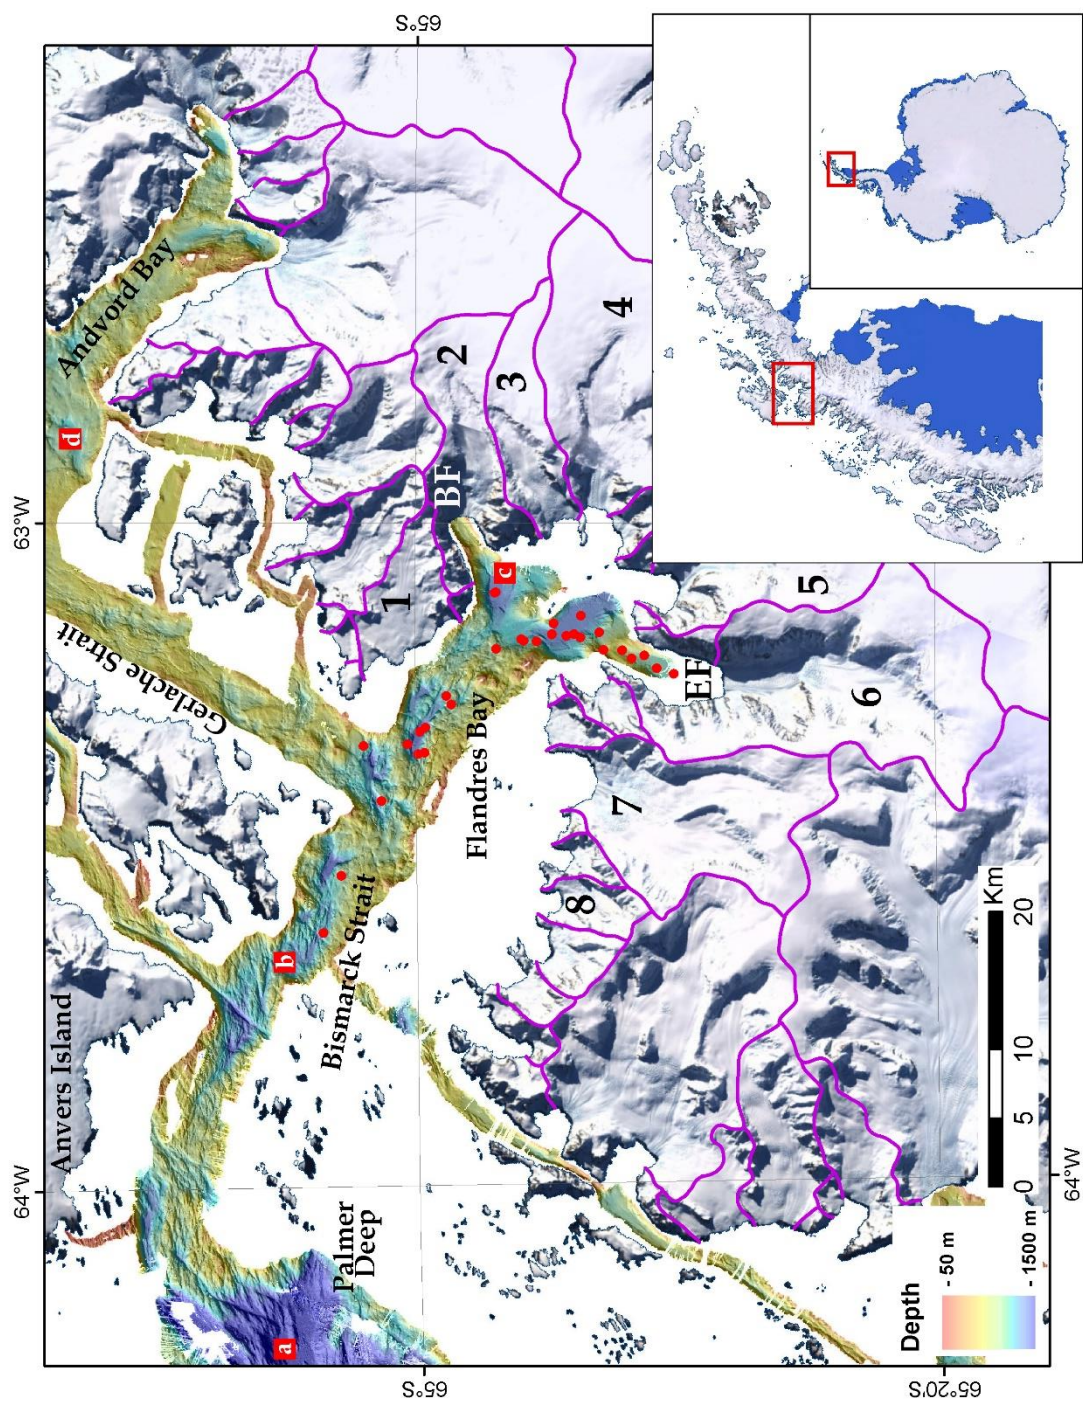 65°S
63°W
64°W
Andvord Bay
d
Gerlache Strait
Anvers Island
b
Bismarck Strait
Flandres Bay
Palmer
Deep
a
c
BF
EF
1
2
3
4
5
6
7
8
65°S
65°20'S
64°W
Depth
- 50 m
- 1500 m
0
5
10
20
Km